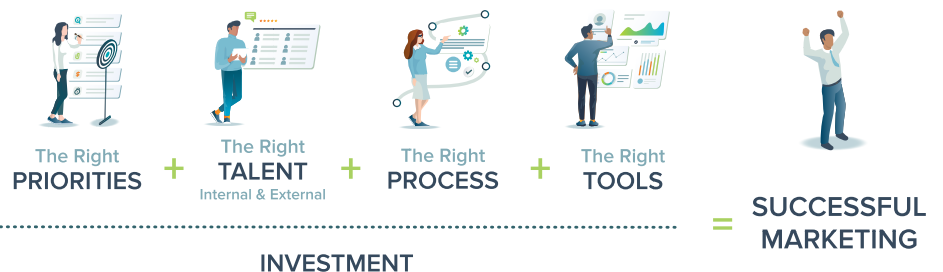 The Right
PRIORITIES
+
The Right
TALENT
Internal & External
+
The Right
PROCESS
+
The Right
TOOLS
INVESTMENT
=
SUCCESSFUL
MARKETING